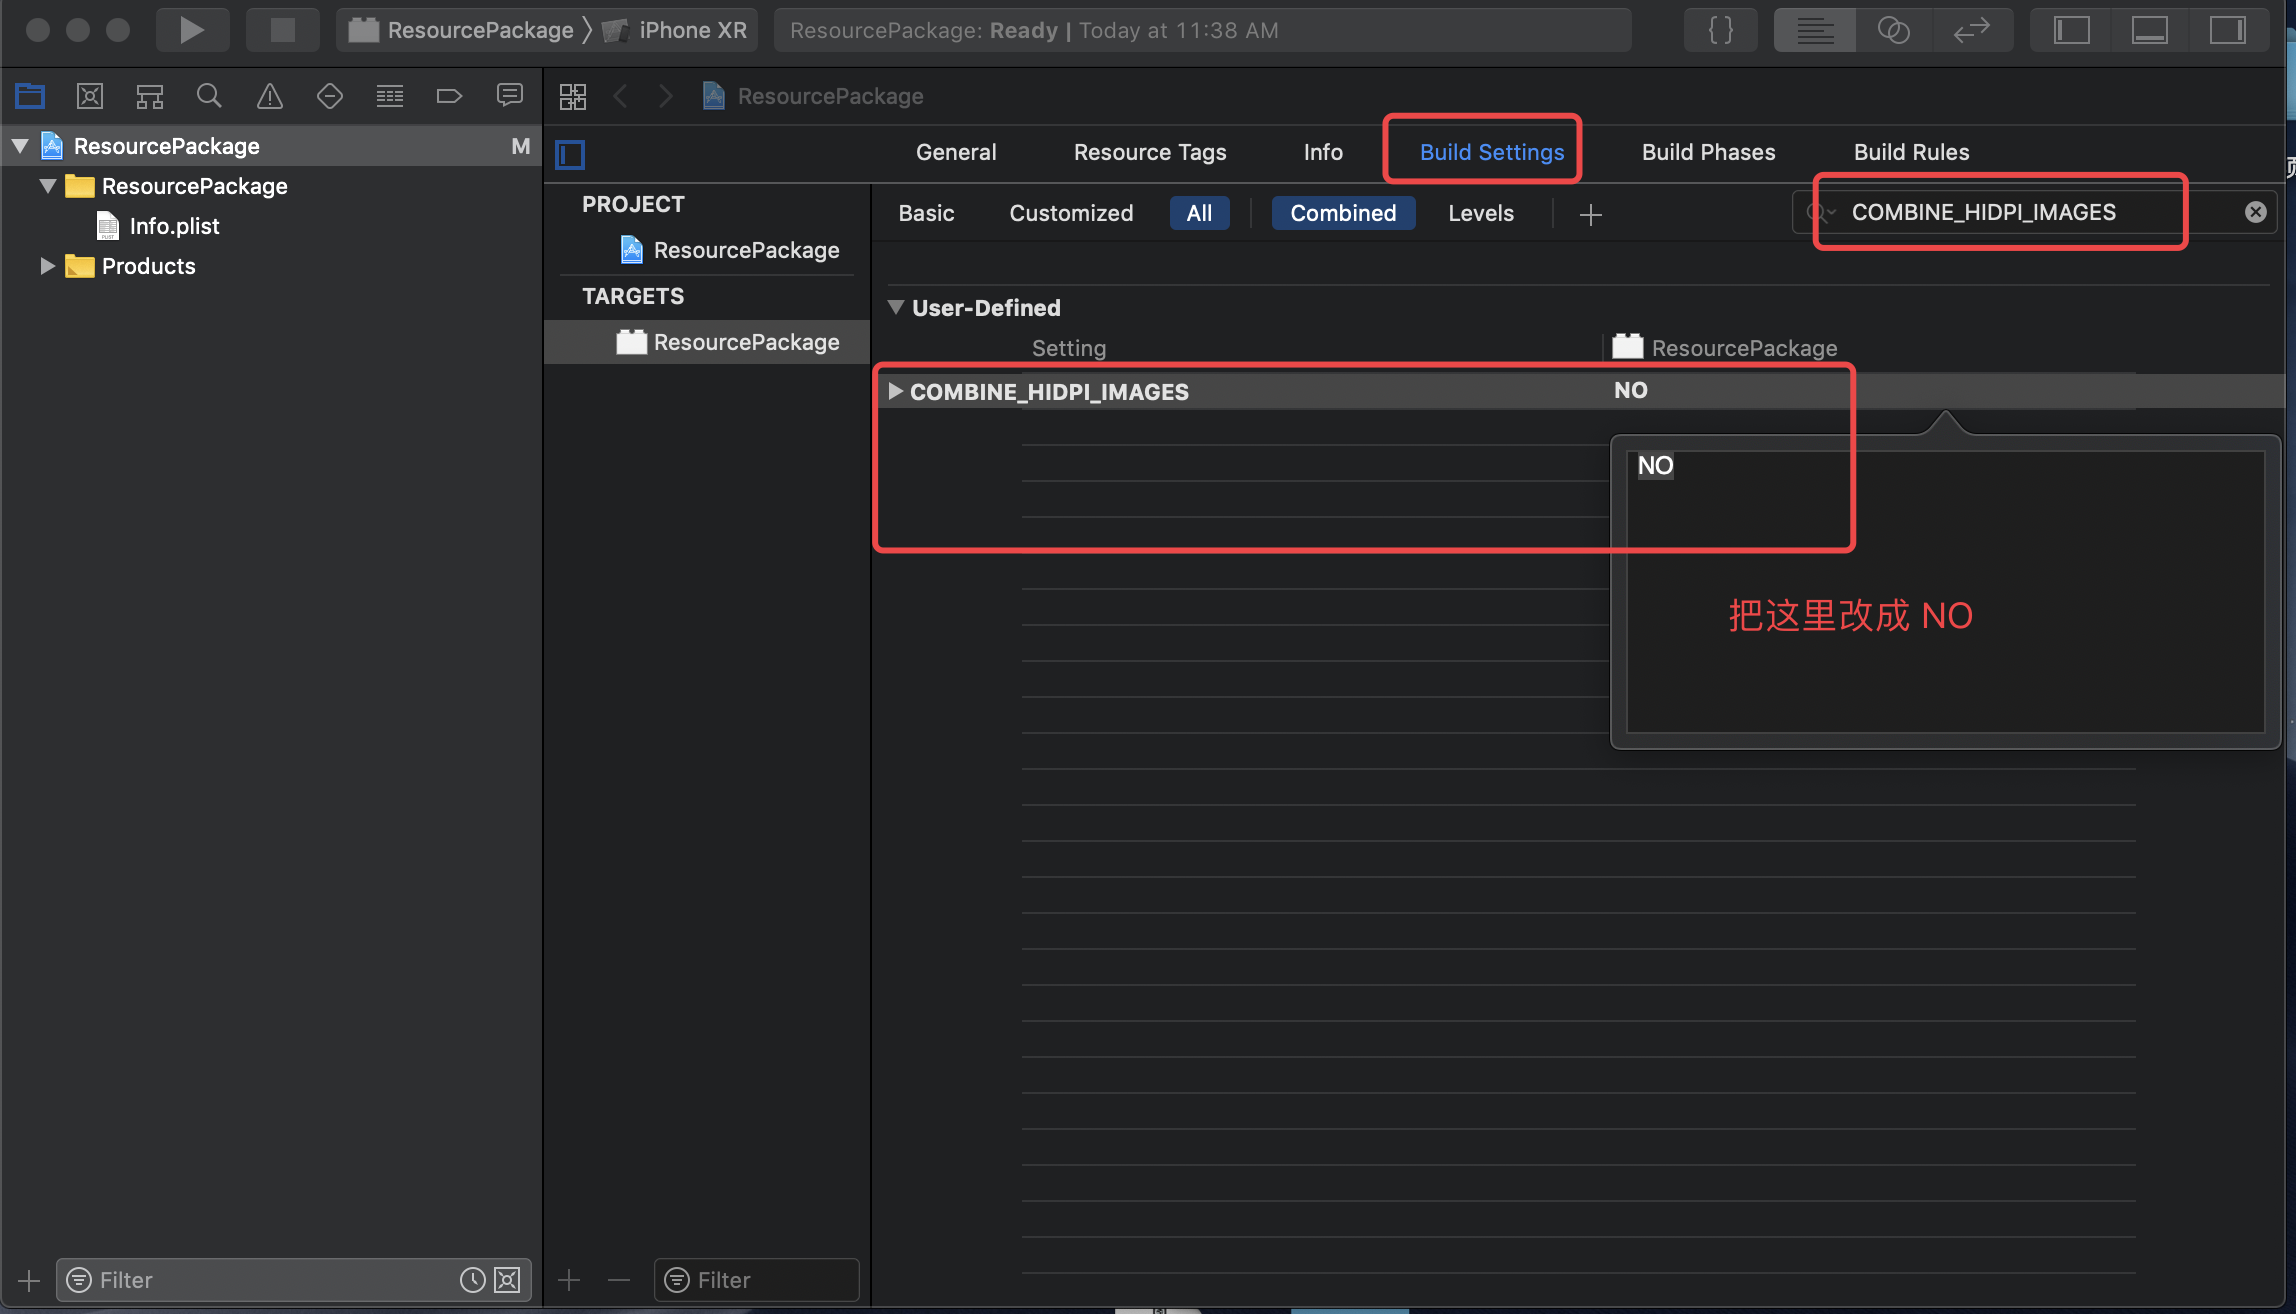 ResourcePackage 〉 iPhone XR
ResourcePackage: Ready | Today at 11:38 AM
{ }
ResourcePackage M
ResourcePackage
Info.plist
Products
ResourcePackage
General Resource Tags Info Build Settings Build Phases Build Rules
PROJECT
ResourcePackage
TARGETS
ResourcePackage
Basic Customized All Combined Levels
COMBINE_HIDPI_IMAGES
User-Defined
Setting ResourcePackage
COMBINE_HIDPI_IMAGES NO
NO
把这里改成 NO
Filter
Filter